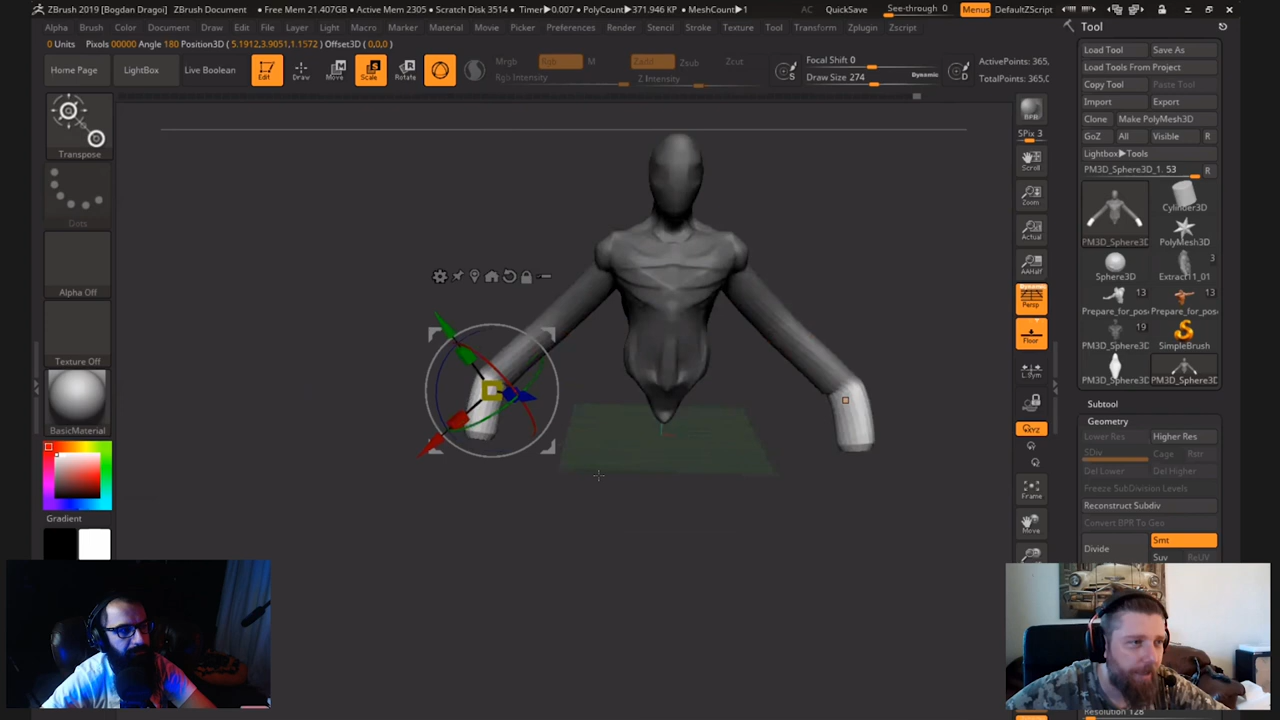 ZBrush 2019 [Bogdan Dragoi] ZBrush Document • Free Mem 21.407GB • Active Mem 2305 • Scratch Disk 3514 • Timer▶0.007 • PolyCount▶371.946 KP • MeshCount▶1 AC QuickSave See-through 0 Menus DefaultZScript
Alpha Brush Color Document Draw Edit File Layer Light Macro Marker Material Movie Picker Preferences Render Stencil Stroke Texture Tool Transform Zplugin Zscript
0 Units Pixols 00000 Angle 180 Position3D ( 5.1912,3.9051,1.1572 ) Offset3D (0,0,0)
Home Page LightBox Live Boolean Edit Draw Move Scale Rotate
Mrgb Rgb M Zadd Zsub Zcut
Rgb Intensity Z Intensity
Focal Shift 0
Draw Size 274 Dynamic
S
D
ActivePoints: 365,
TotalPoints: 365,0
Transpose
Dots
Alpha Off
Texture Off
BasicMaterial
Gradient
BPR
SPix 3
Scroll
Zoom
Actual
AAHalf
Dynamic
Persp
Floor
L.Sym
XYZ
Frame
Move
Tool
Load Tool Save As
Load Tools From Project
Copy Tool Paste Tool
Import Export
Clone Make PolyMesh3D
GoZ All Visible R
Lightbox▶Tools
PM3D_Sphere3D_1. 53 R
Cylinder3D
PM3D_Sphere3D PolyMesh3D
3
Sphere3D Extract11_01
13 13
Prepare_for_pos Prepare_for_pos
19
PM3D_Sphere3D SimpleBrush
PM3D_Sphere3D PM3D_Sphere3D
Subtool
Geometry
Lower Res Higher Res
SDiv Cage Rstr
Del Lower Del Higher
Freeze SubDivision Levels
Reconstruct Subdiv
Convert BPR To Geo
Divide Smt
Suv ReUV
Resolution 128